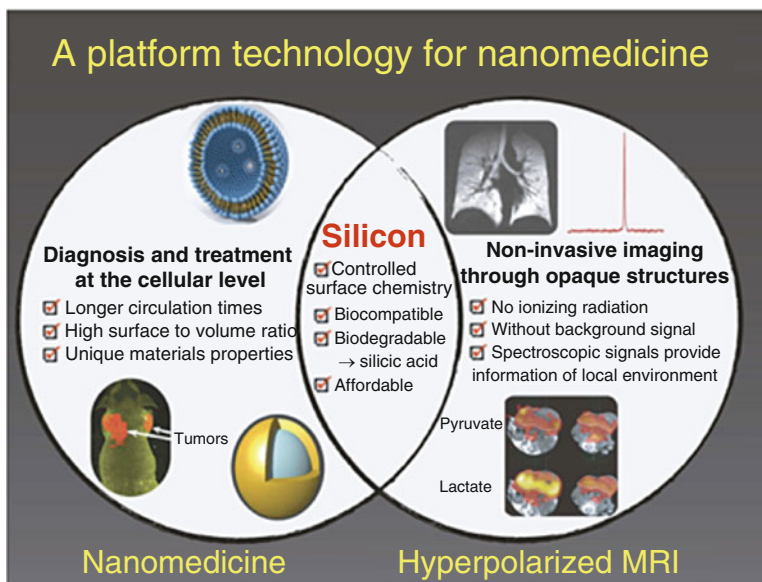 A platform technology for nanomedicine
Diagnosis and treatment
at the cellular level
Longer circulation times
High surface to volume ratio
Unique materials properties
Tumors
Silicon
Controlled
surface chemistry
Biocompatible
Biodegradable
→ silicic acid
Affordable
Non-invasive imaging
through opaque structures
No ionizing radiation
Without background signal
Spectroscopic signals provide
information of local environment
Pyruvate
Lactate
Nanomedicine
Hyperpolarized MRI